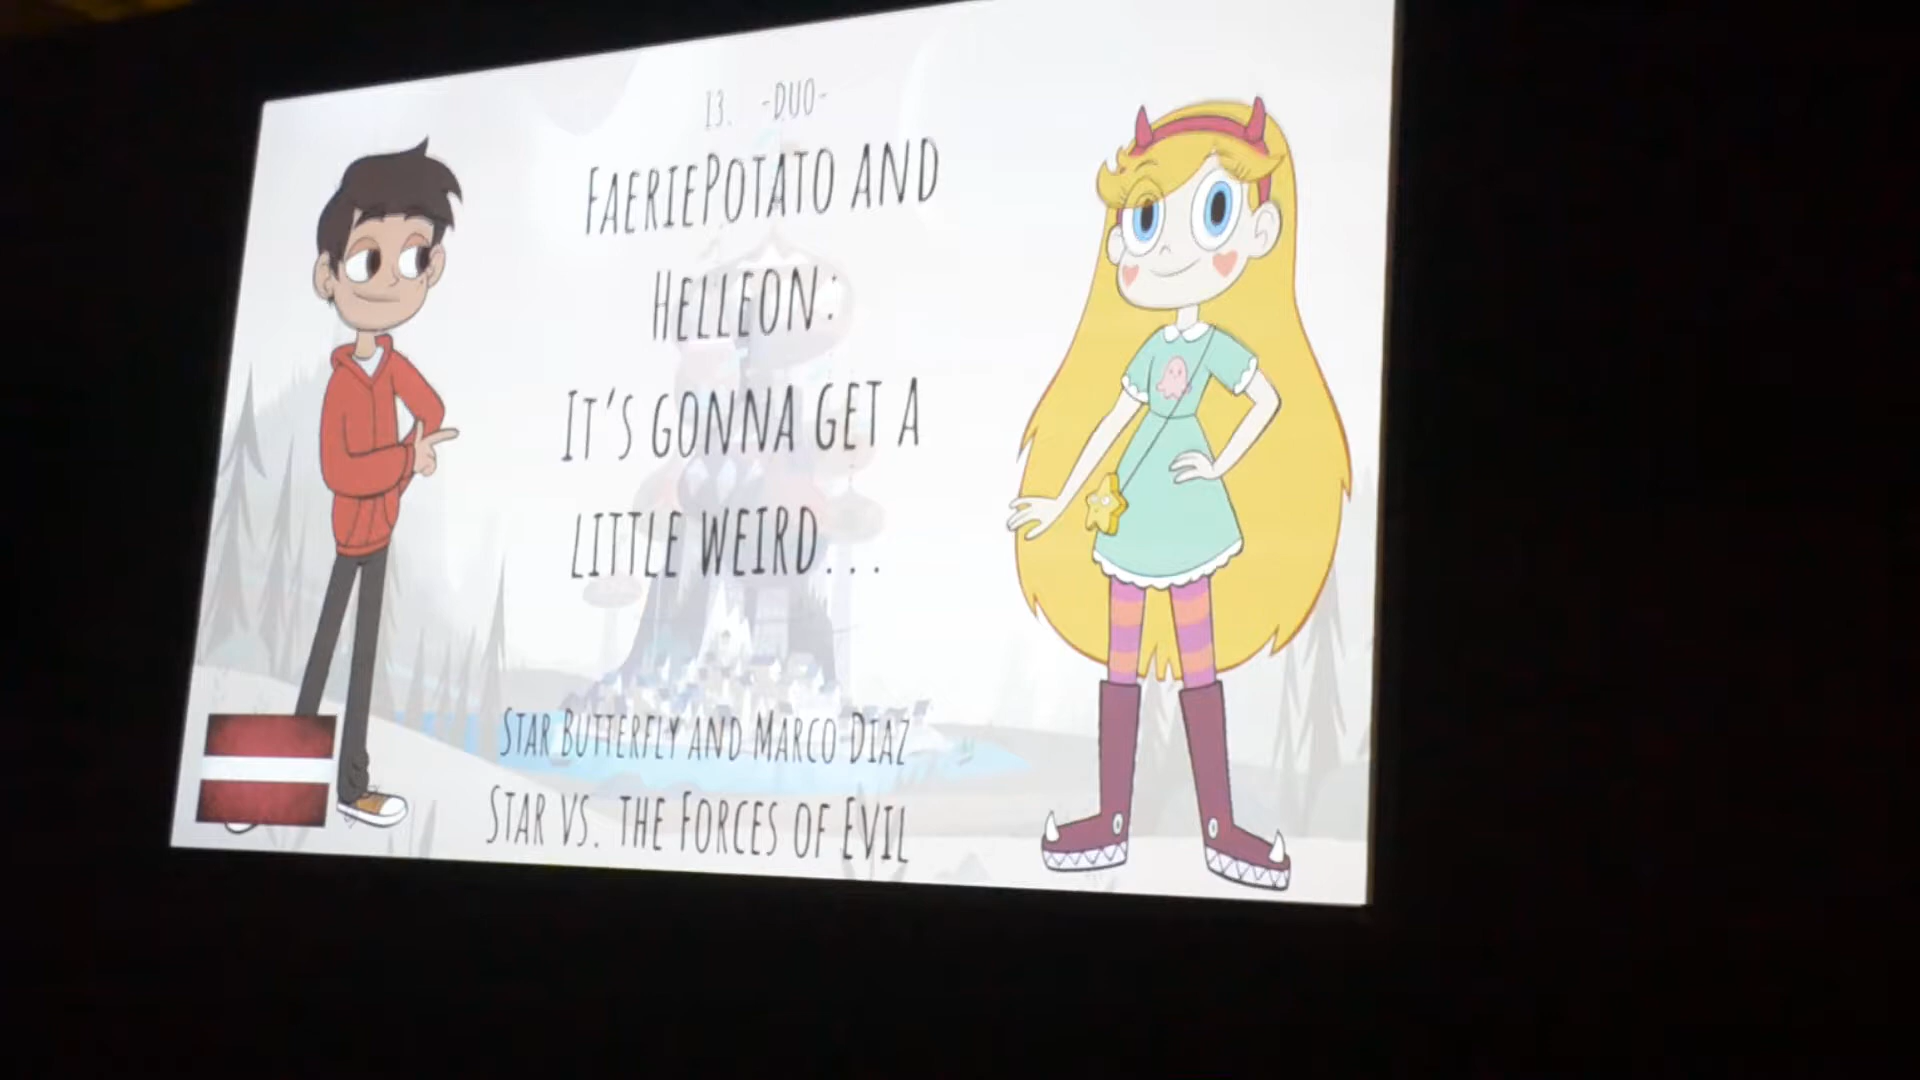 13. -DUO-
FAERIEPOTATO AND
HELLEON:
IT'S GONNA GET A
LITTLE WEIRD...
STAR BUTTERFLY AND MARCO DIAZ
STAR VS. THE FORCES OF EVIL